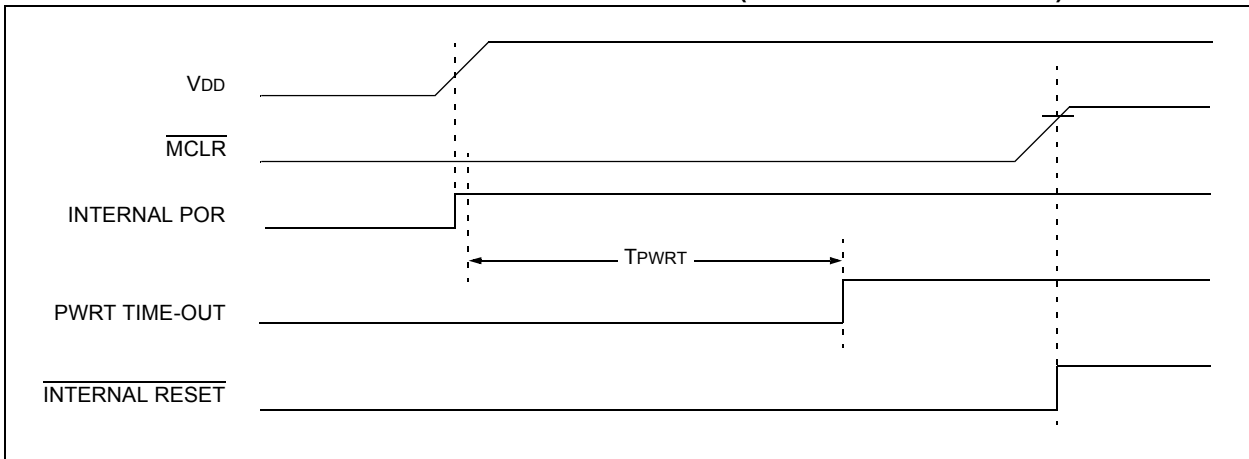 VDD
MCLR
INTERNAL POR
TPWRT
PWRT TIME-OUT
INTERNAL RESET